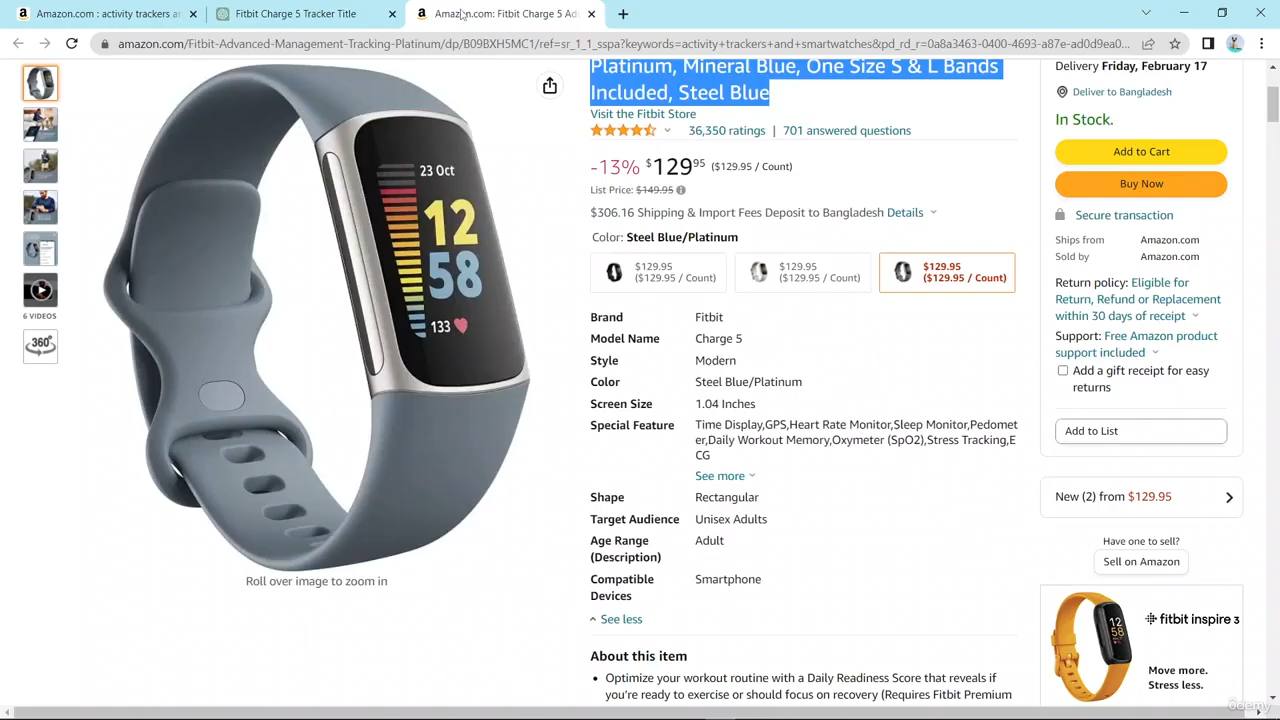 Amazon.com : activity trackers ar
Fitbit Charge 5 Tracker Title
Amazon.com: Fitbit Charge 5 Adv
amazon.com/Fitbit-Advanced-Management-Tracking-Platinum/dp/B09BXH5MC1/ref=sr_1_1_sspa?keywords=activity+trackers+and+smartwatches&pd_rd_r=0a8a3463-0400-4693-a87e-ad0d9ea0...
Platinum, Mineral Blue, One Size S & L Bands
Included, Steel Blue
Visit the Fitbit Store
36,350 ratings | 701 answered questions
-13% $129.95 ($129.95 / Count)
List Price: $149.95
$306.16 Shipping & Import Fees Deposit to Bangladesh Details
Color: Steel Blue/Platinum
$129.95
($129.95 / Count)
$129.95
($129.95 / Count)
$129.95
($129.95 / Count)
Brand Fitbit
Model Name Charge 5
Style Modern
Color Steel Blue/Platinum
Screen Size 1.04 Inches
Special Feature Time Display,GPS,Heart Rate Monitor,Sleep Monitor,Pedomet
er,Daily Workout Memory,Oxymeter (SpO2),Stress Tracking,E
CG
See more
Shape Rectangular
Target Audience Unisex Adults
Age Range Adult
(Description)
Compatible Smartphone
Devices
See less
About this item
• Optimize your workout routine with a Daily Readiness Score that reveals if
you're ready to exercise or should focus on recovery (Requires Fitbit Premium
6 VIDEOS
360°
23 Oct
12
58
133
Roll over image to zoom in
Delivery Friday, February 17
Deliver to Bangladesh
In Stock.
Add to Cart
Buy Now
Secure transaction
Ships from Amazon.com
Sold by Amazon.com
Return policy: Eligible for
Return, Refund or Replacement
within 30 days of receipt
Support: Free Amazon product
support included
Add a gift receipt for easy
returns
Add to List
New (2) from $129.95
Have one to sell?
Sell on Amazon
12
58
fitbit inspire 3
Move more.
Stress less.
ûdemy